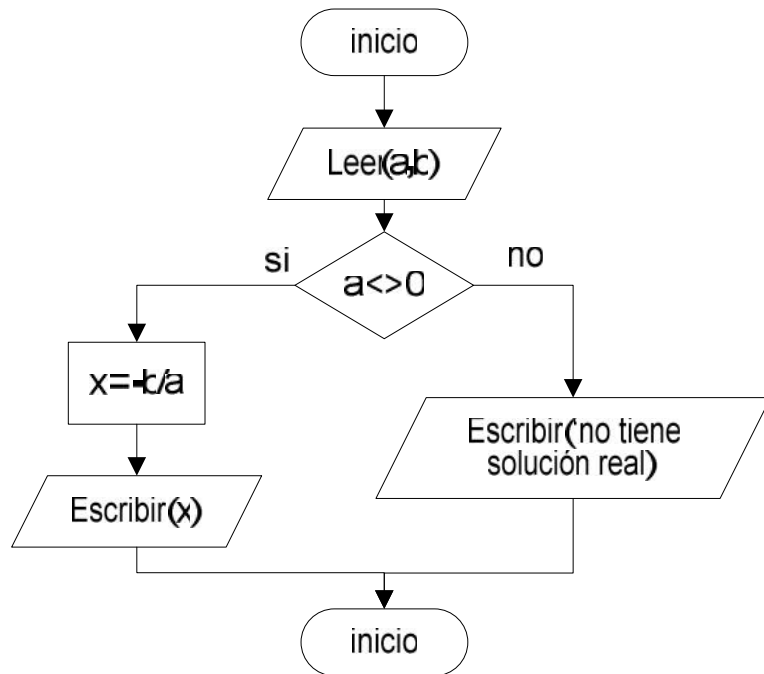 inicio
Leer(a,b)
si
no
a<>0
x=-b/a
Escribir(no tiene
solución real)
Escribir(x)
inicio